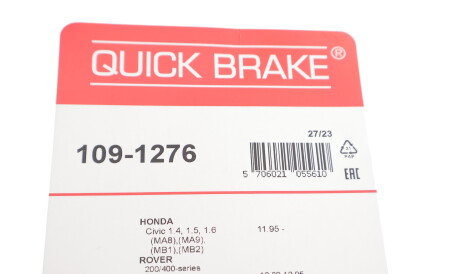 QUICK BRAKE®
27/23
109-1276
5 706021 055610
EAC
HONDA
Civic 1.4, 1.5, 1.6 11.95 -
(MA8),(MA9),
(MB1),(MB2)
ROVER
200/400-series